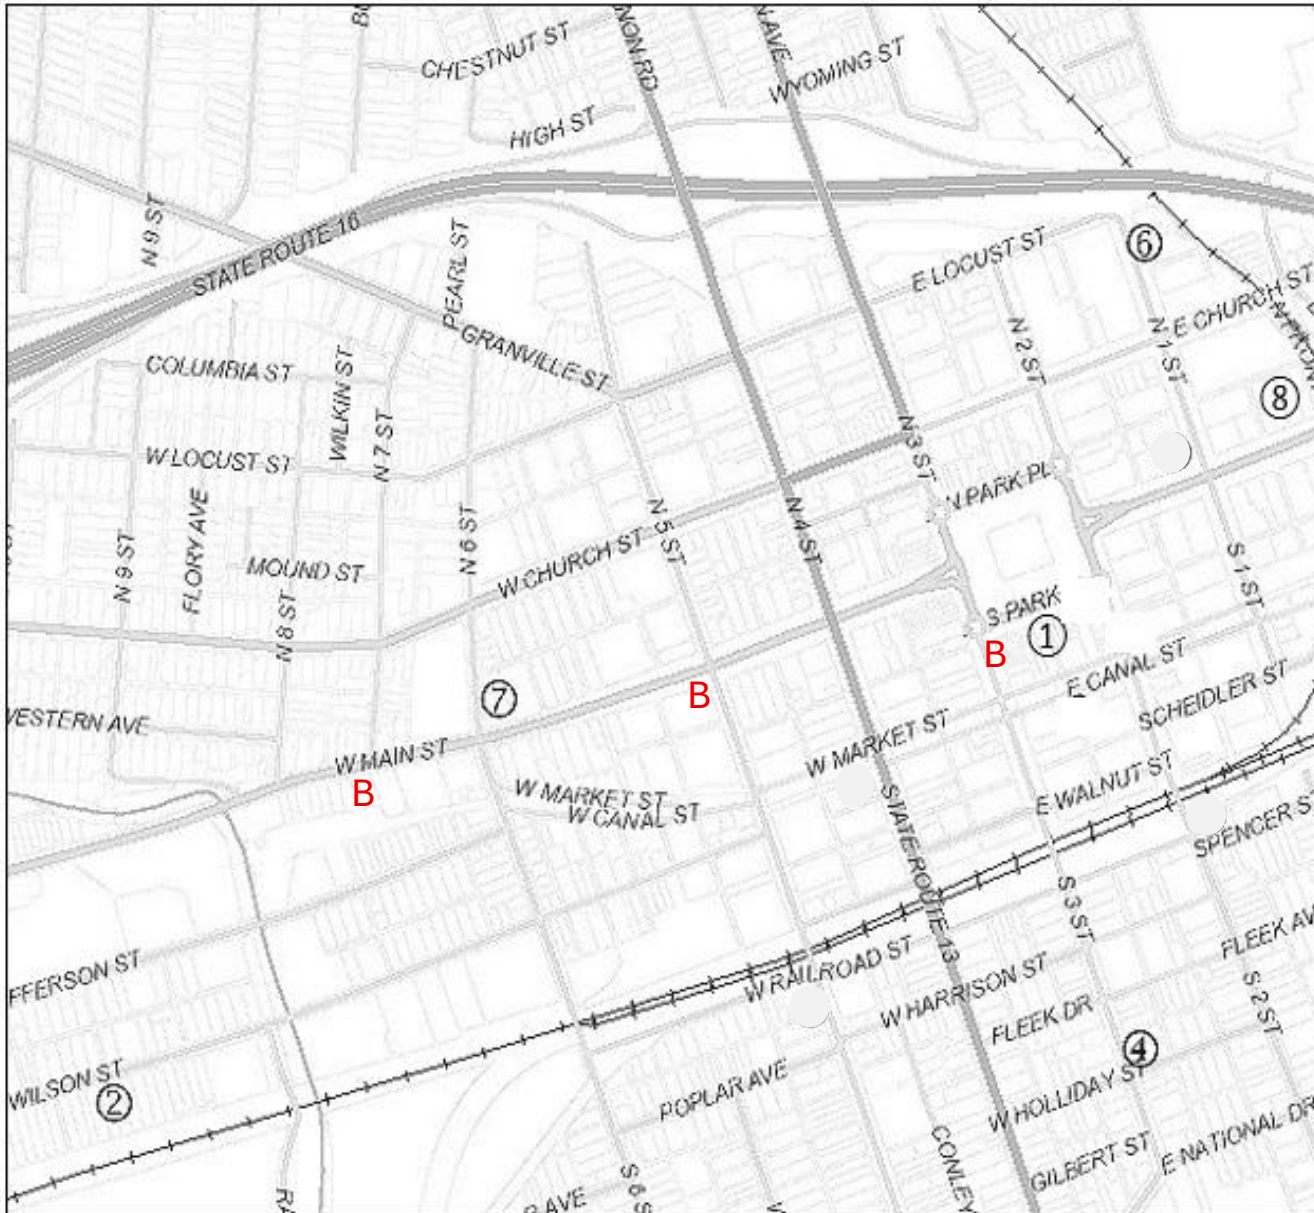 CHESTNUT ST
NON RD
N AVE
WYOMING ST
HIGH ST
N 9 ST
STATE ROUTE 16
PEARL ST
E LOCUST ST
6
GRANVILLE ST
COLUMBIA ST
WILKIN ST
N 7 ST
N 2 ST
N 1 ST
E CHURCH ST
8
W LOCUST ST
N 3 ST
N PARK PL
N 9 ST
FLORY AVE
MOUND ST
N 8 ST
N 6 ST
W CHURCH ST
N 5 ST
N 4 ST
S 1 ST
S PARK
1
B
E CANAL ST
SCHEIDLER ST
7
B
WESTERN AVE
W MAIN ST
B
W MARKET ST
W MARKET ST
W CANAL ST
E WALNUT ST
STATE ROUTE 13
SPENCER S
S 3 ST
FLEEK AV
FFERSON ST
W RAILROAD ST
W HARRISON ST
FLEEK DR
S 2 ST
4
WILSON ST
2
POPLAR AVE
W HOLLIDAY ST
CONLEY
GILBERT ST
E NATIONAL DR
S 6 S
AVE
RA